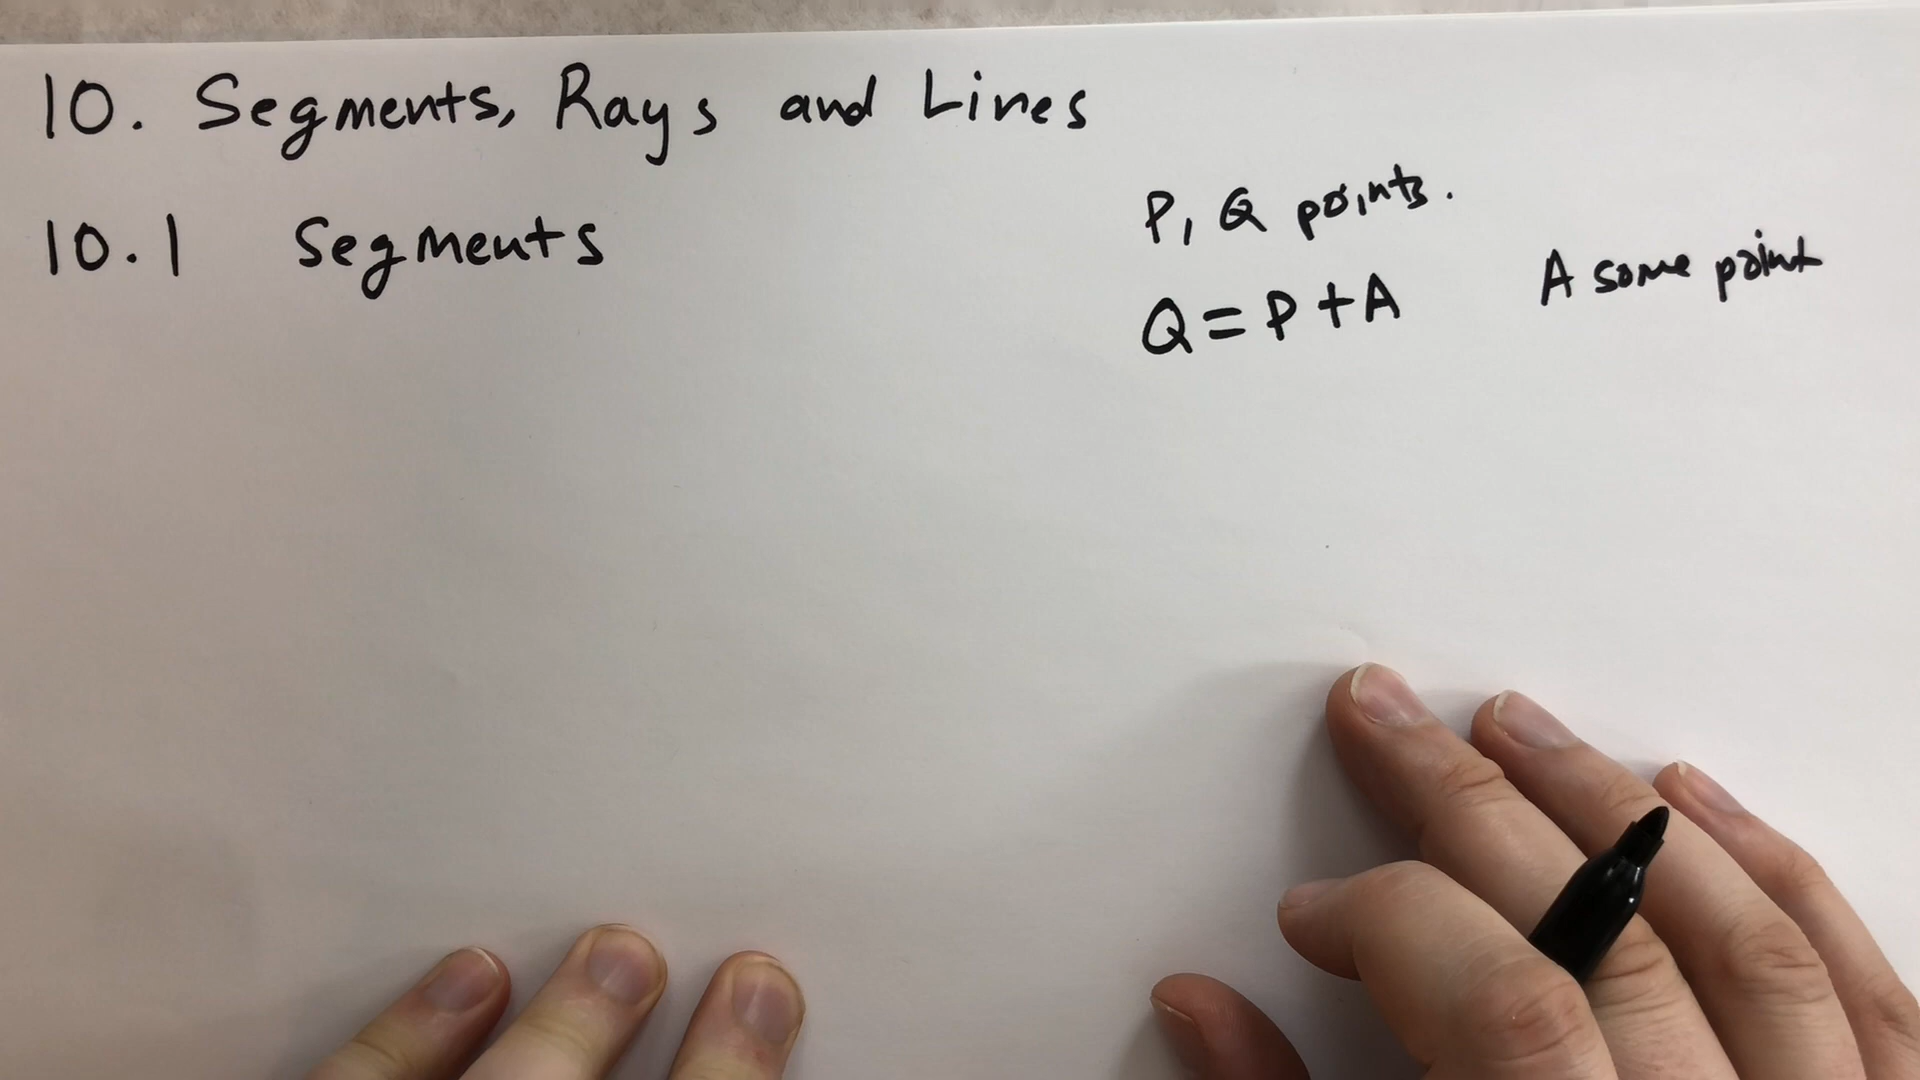 10. Segments, Rays and Lines
10.1 Segments
P, Q points.
Q = P + A
A some point